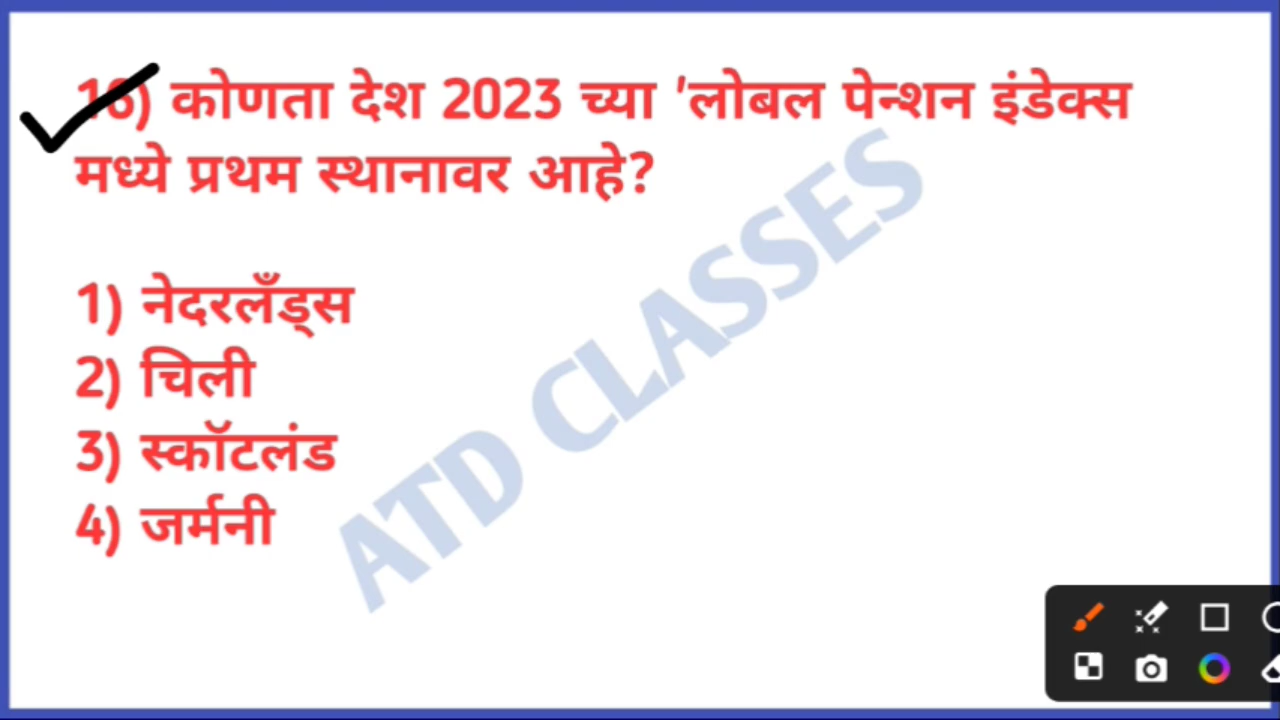 16) कोणता देश 2023 च्या 'लोबल पेन्शन इंडेक्स
मध्ये प्रथम स्थानावर आहे?
1) नेदरलँड्स
2) चिली
3) स्कॉटलंड
4) जर्मनी
ATD CLASSES